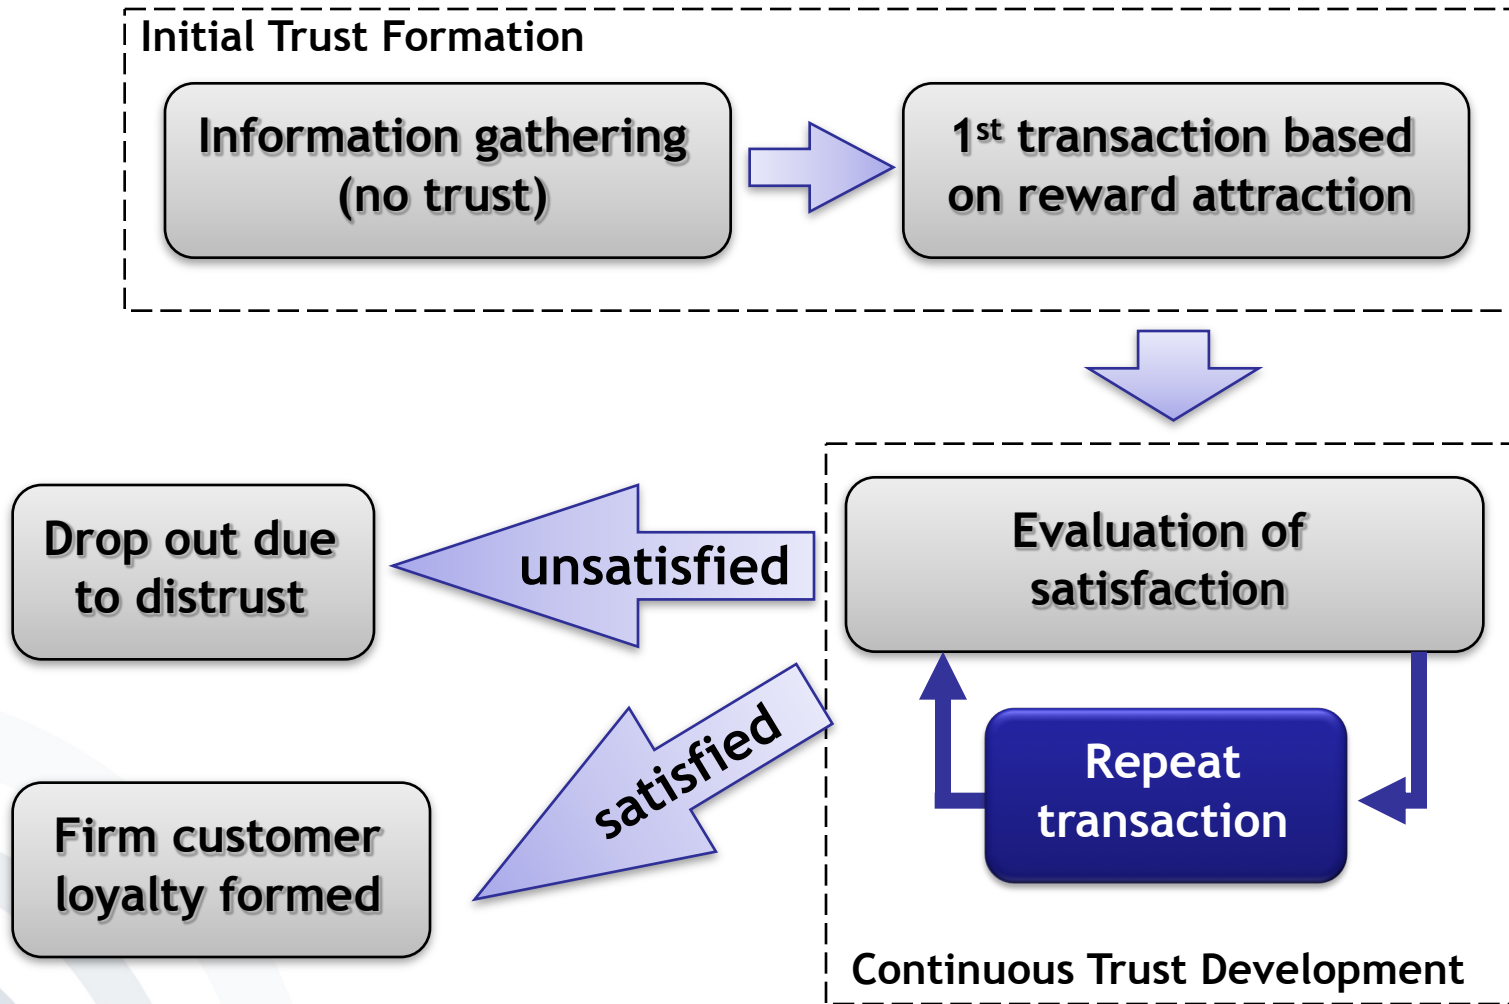 Initial Trust Formation
Information gathering
(no trust)
1st transaction based
on reward attraction
Drop out due
to distrust
unsatisfied
Evaluation of
satisfaction
satisfied
Repeat
transaction
Firm customer
loyalty formed
Continuous Trust Development